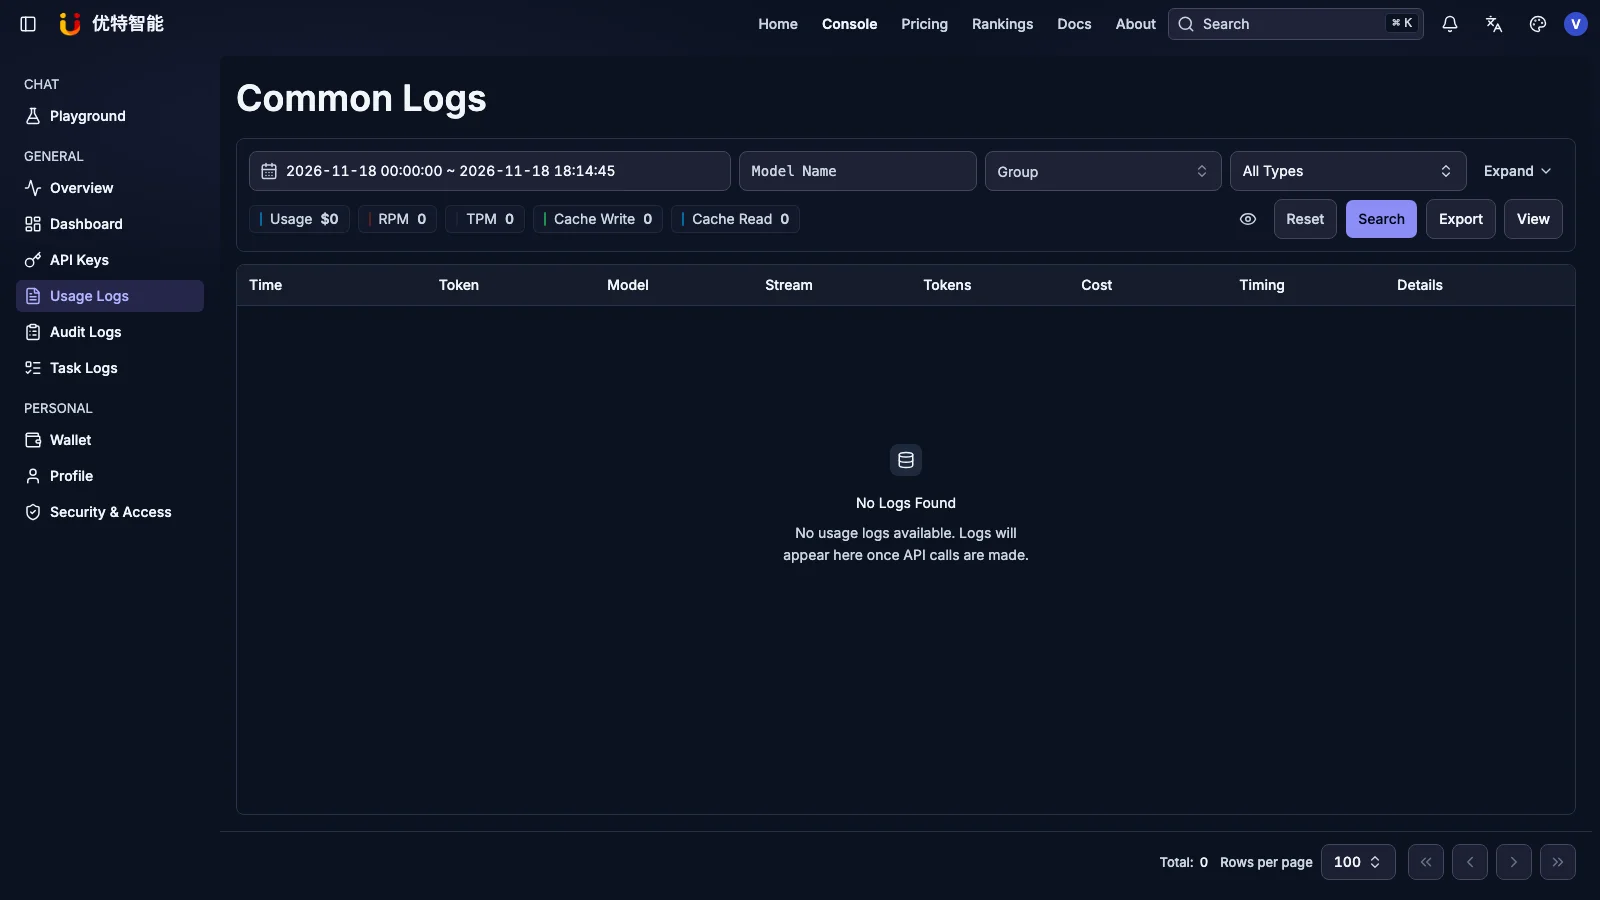 优特智能
Home
Console
Pricing
Rankings
Docs
About
Search
⌘ K
V
CHAT
Playground
GENERAL
Overview
Dashboard
API Keys
Usage Logs
Audit Logs
Task Logs
PERSONAL
Wallet
Profile
Security & Access
Common Logs
2026-11-18 00:00:00 ~ 2026-11-18 18:14:45
Model Name
Group
All Types
Expand
Usage $0
RPM 0
TPM 0
Cache Write 0
Cache Read 0
Reset
Search
Export
View
Time
Token
Model
Stream
Tokens
Cost
Timing
Details
No Logs Found
No usage logs available. Logs will
appear here once API calls are made.
Total: 0
Rows per page
100